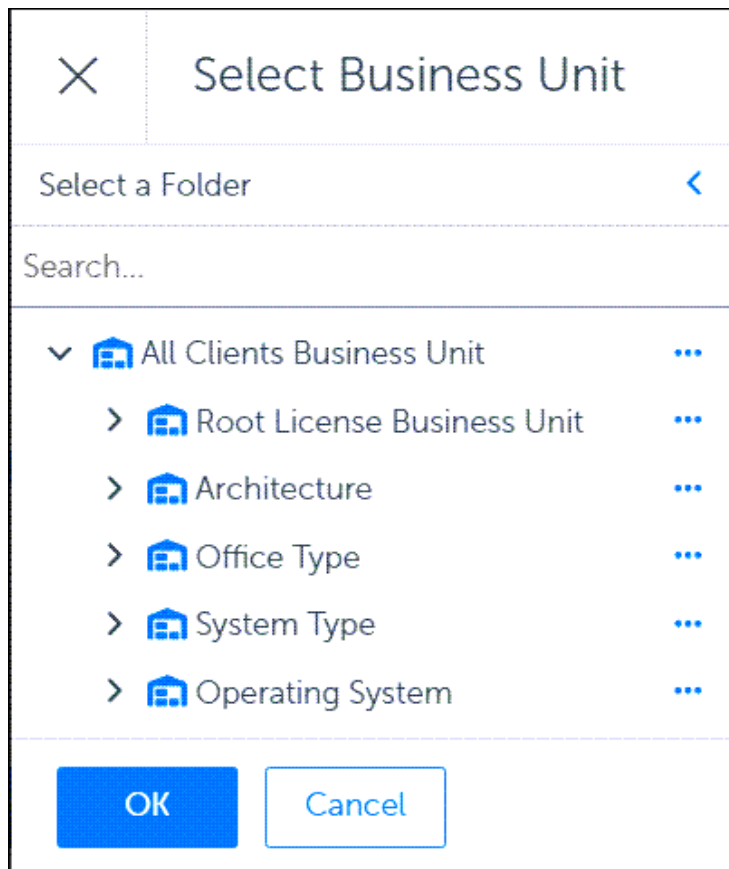 Select Business Unit
Select a Folder
Search...
All Clients Business Unit
Root License Business Unit
Architecture
Office Type
System Type
Operating System
OK Cancel